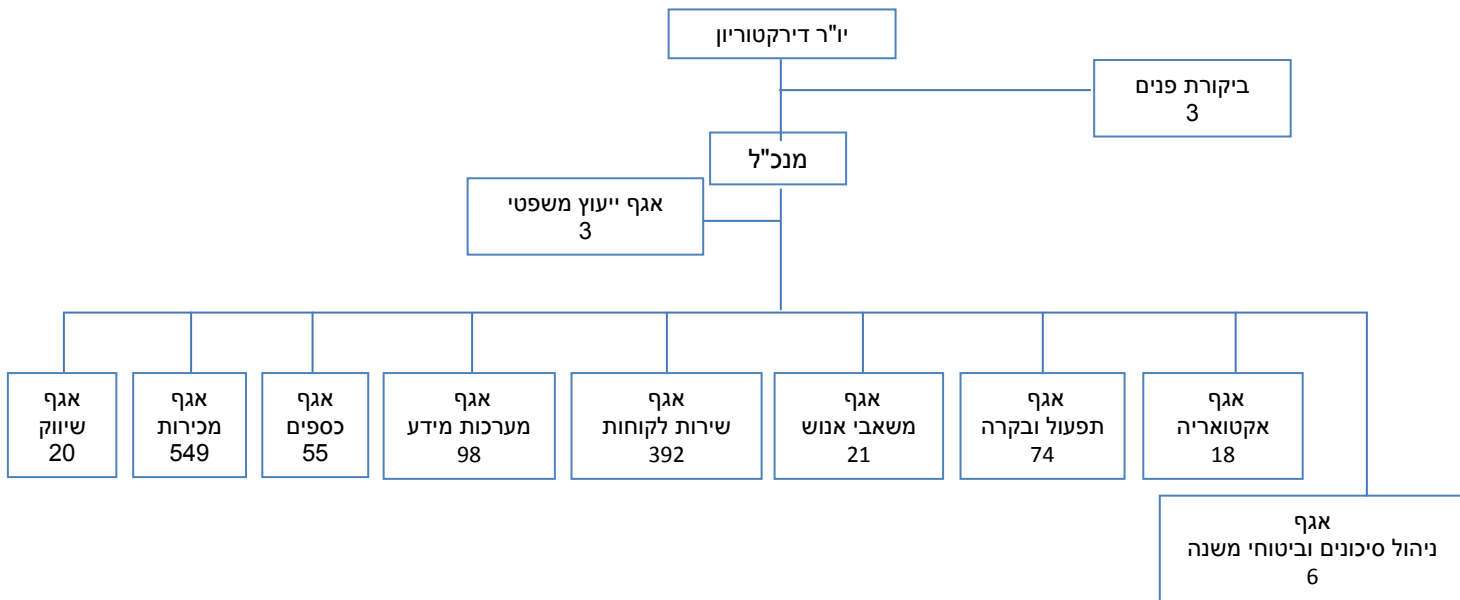 יו"ר דירקטוריון
ביקורת פנים
3
מנכ"ל
אגף ייעוץ משפטי
3
אגף
אקטואריה
18
אגף
תפעול ובקרה
74
אגף
משאבי אנוש
21
אגף
שירות לקוחות
392
אגף
מערכות מידע
98
אגף
כספים
55
אגף
מכירות
549
אגף
שיווק
20
אגף
ניהול סיכונים וביטוחי משנה
6